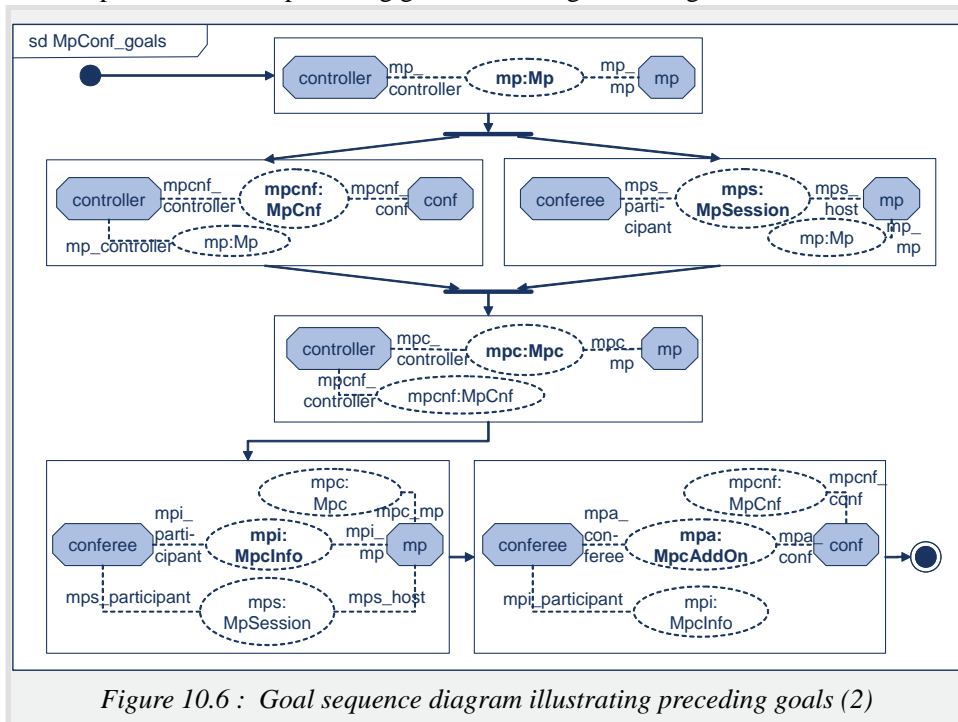 sd MpConf_goals
controller
mp_
controller
mp:Mp
mp_
mp
mp
controller
mpcnf_
controller
mpcnf:
MpCnf
mpcnf_
conf
conf
mp_controller
mp:Mp
conferee
mps_
parti-
cipant
mps:
MpSession
mps_
host
mp
mp:Mp
mp_
mp
controller
mpc_
controller
mpc:Mpc
mpc_
mp
mp
mpcnf_
controller
mpcnf:MpCnf
mpc:
Mpc
mpc_mp
conferee
mpi_
parti-
cipant
mpi:
MpcInfo
mpi_
mp
mp
mps_participant
mps:
MpSession
mps_host
mpcnf:
MpCnf
mpcnf_
conf
conferee
mpa_
con-
feree
mpa:
MpcAddOn
mpa_
conf
conf
mpi_participant
mpi:
MpcInfo
Figure 10.6 : Goal sequence diagram illustrating preceding goals (2)